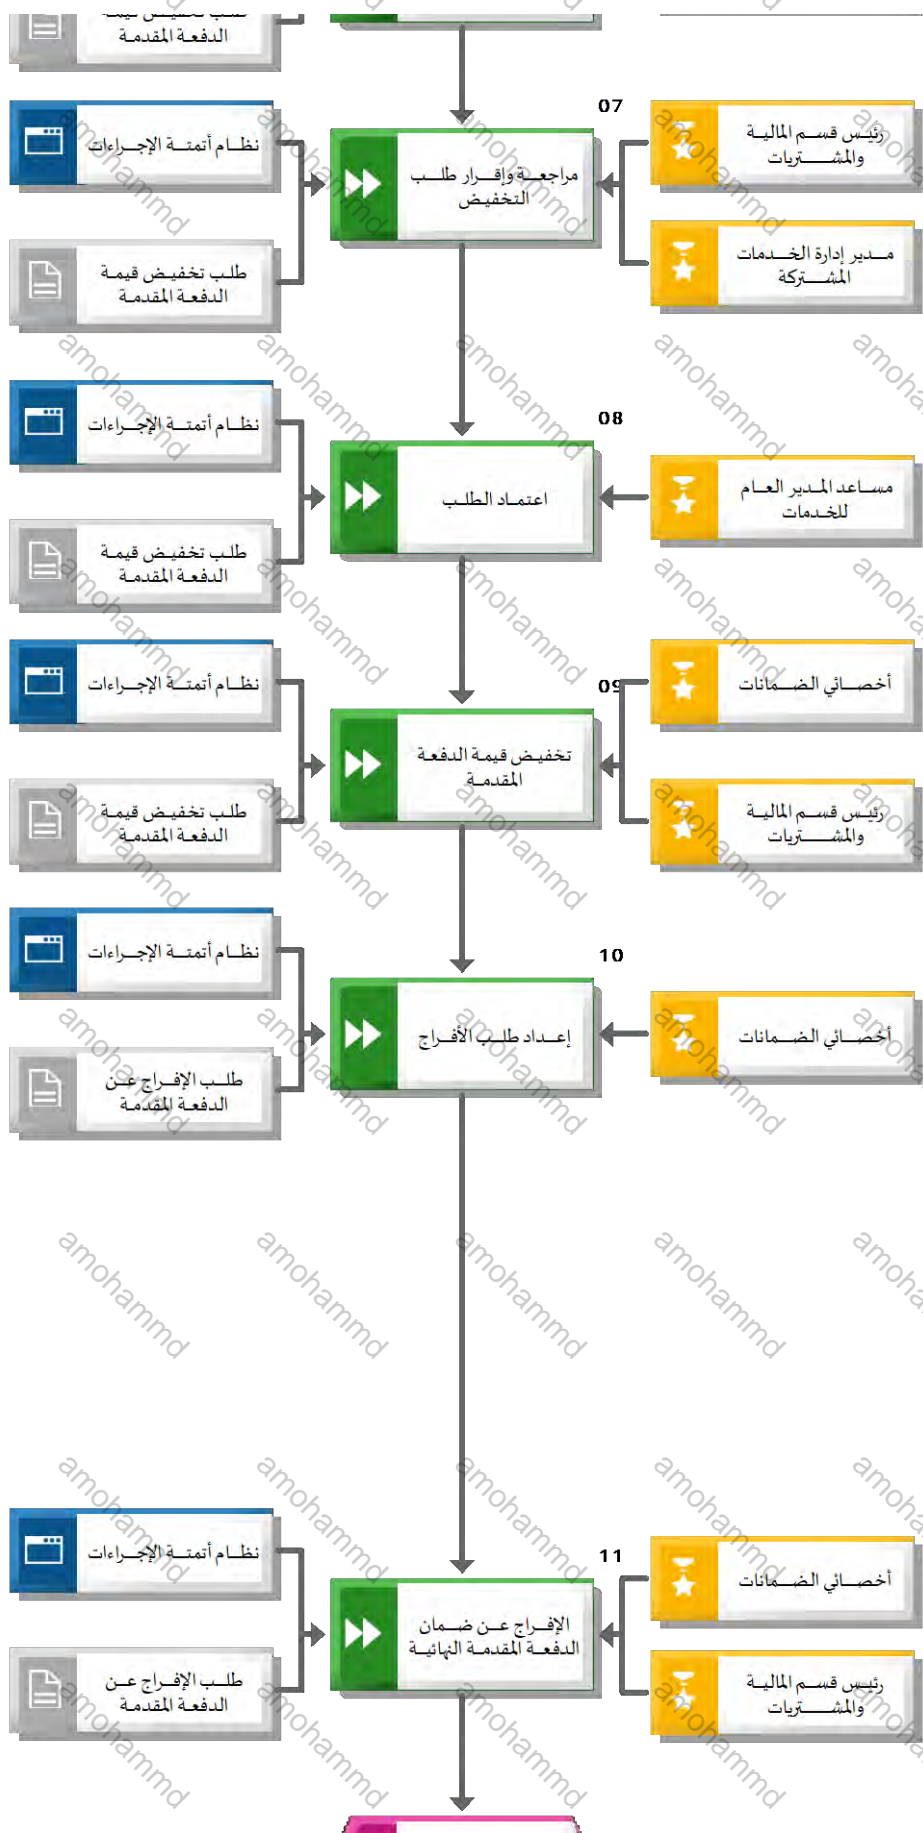 الدفعة المقدمة
07
رئيس قسم المالية
والمشتريات
مدير إدارة الخدمات
المشتركة
مراجعة وإقرار طلب
التخفيض
نظام أتمتة الإجراءات
طلب تخفيض قيمة
الدفعة المقدمة
08
مساعد المدير العام
للخدمات
اعتماد الطلب
نظام أتمتة الإجراءات
طلب تخفيض قيمة
الدفعة المقدمة
09
أخصائي الضمانات
رئيس قسم المالية
والمشتريات
تخفيض قيمة الدفعة
المقدمة
نظام أتمتة الإجراءات
طلب تخفيض قيمة
الدفعة المقدمة
10
أخصائي الضمانات
إعداد طلب الأفراج
نظام أتمتة الإجراءات
طلب الإفراج عن
الدفعة المقدمة
11
أخصائي الضمانات
رئيس قسم المالية
والمشتريات
الإفراج عن ضمان
الدفعة المقدمة النهائية
نظام أتمتة الإجراءات
طلب الإفراج عن
الدفعة المقدمة
amohammd